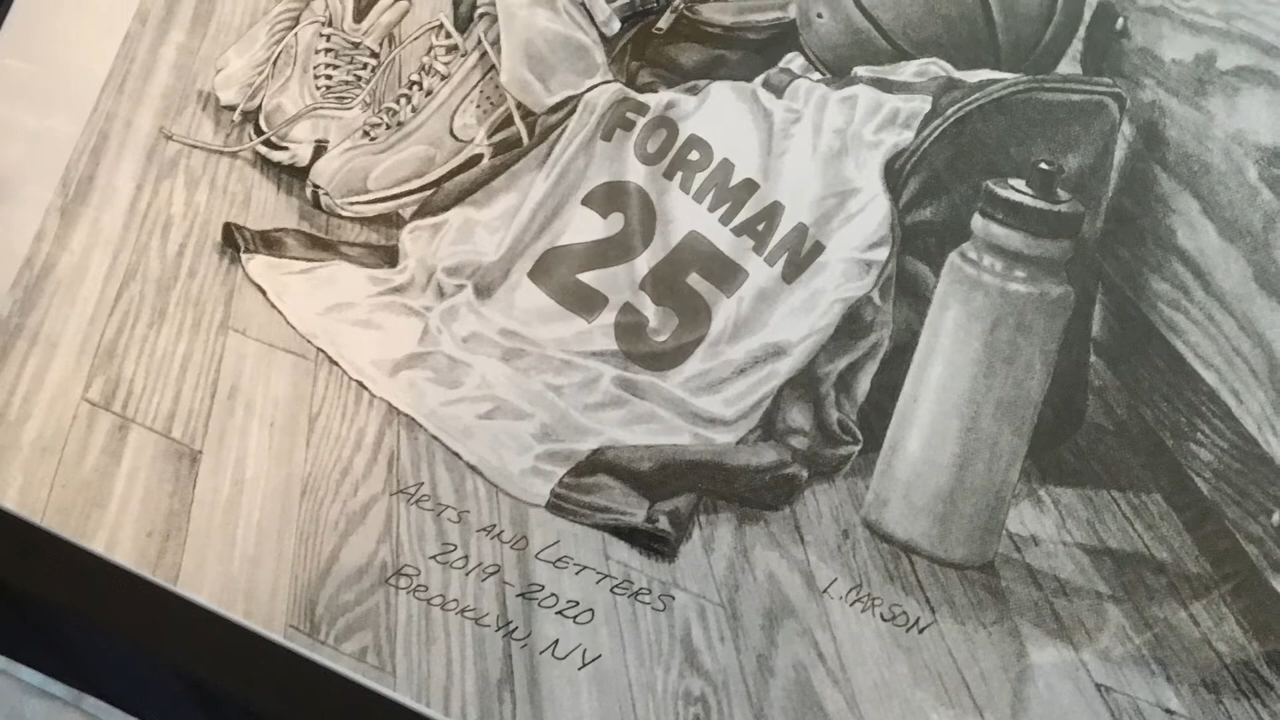 FORMAN
25
ARTS AND LETTERS
2019-2020
BROOKLYN, NY
L.CARSON